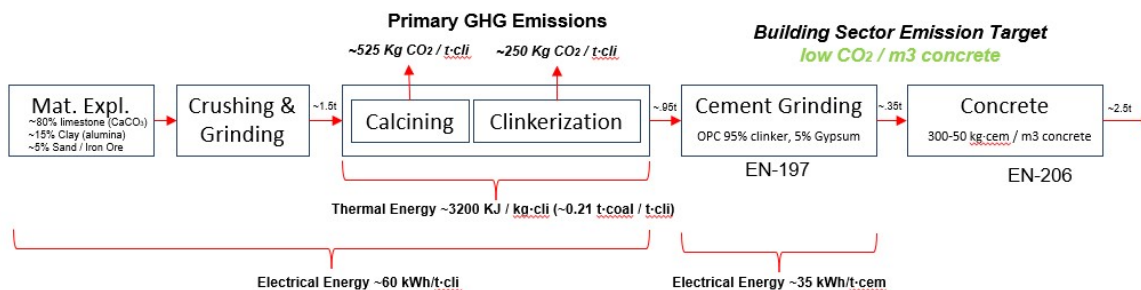 Primary GHG Emissions
~525 Kg CO₂ / t·cli
~250 Kg CO₂ / t·cli
Building Sector Emission Target
low CO₂ / m3 concrete
Mat. Expl.
~80% limestone (CaCO₃)
~15% Clay (alumina)
~5% Sand / Iron Ore
Crushing &
Grinding
~1.5t
Calcining
Clinkerization
~.95t
Cement Grinding
OPC 95% clinker, 5% Gypsum
~.35t
Concrete
300-50 kg·cem / m3 concrete
~2.5t
EN-197
EN-206
Thermal Energy ~3200 KJ / kg·cli (~0.21 t·coal / t·cli)
Electrical Energy ~60 kWh/t·cli
Electrical Energy ~35 kWh/t·cem